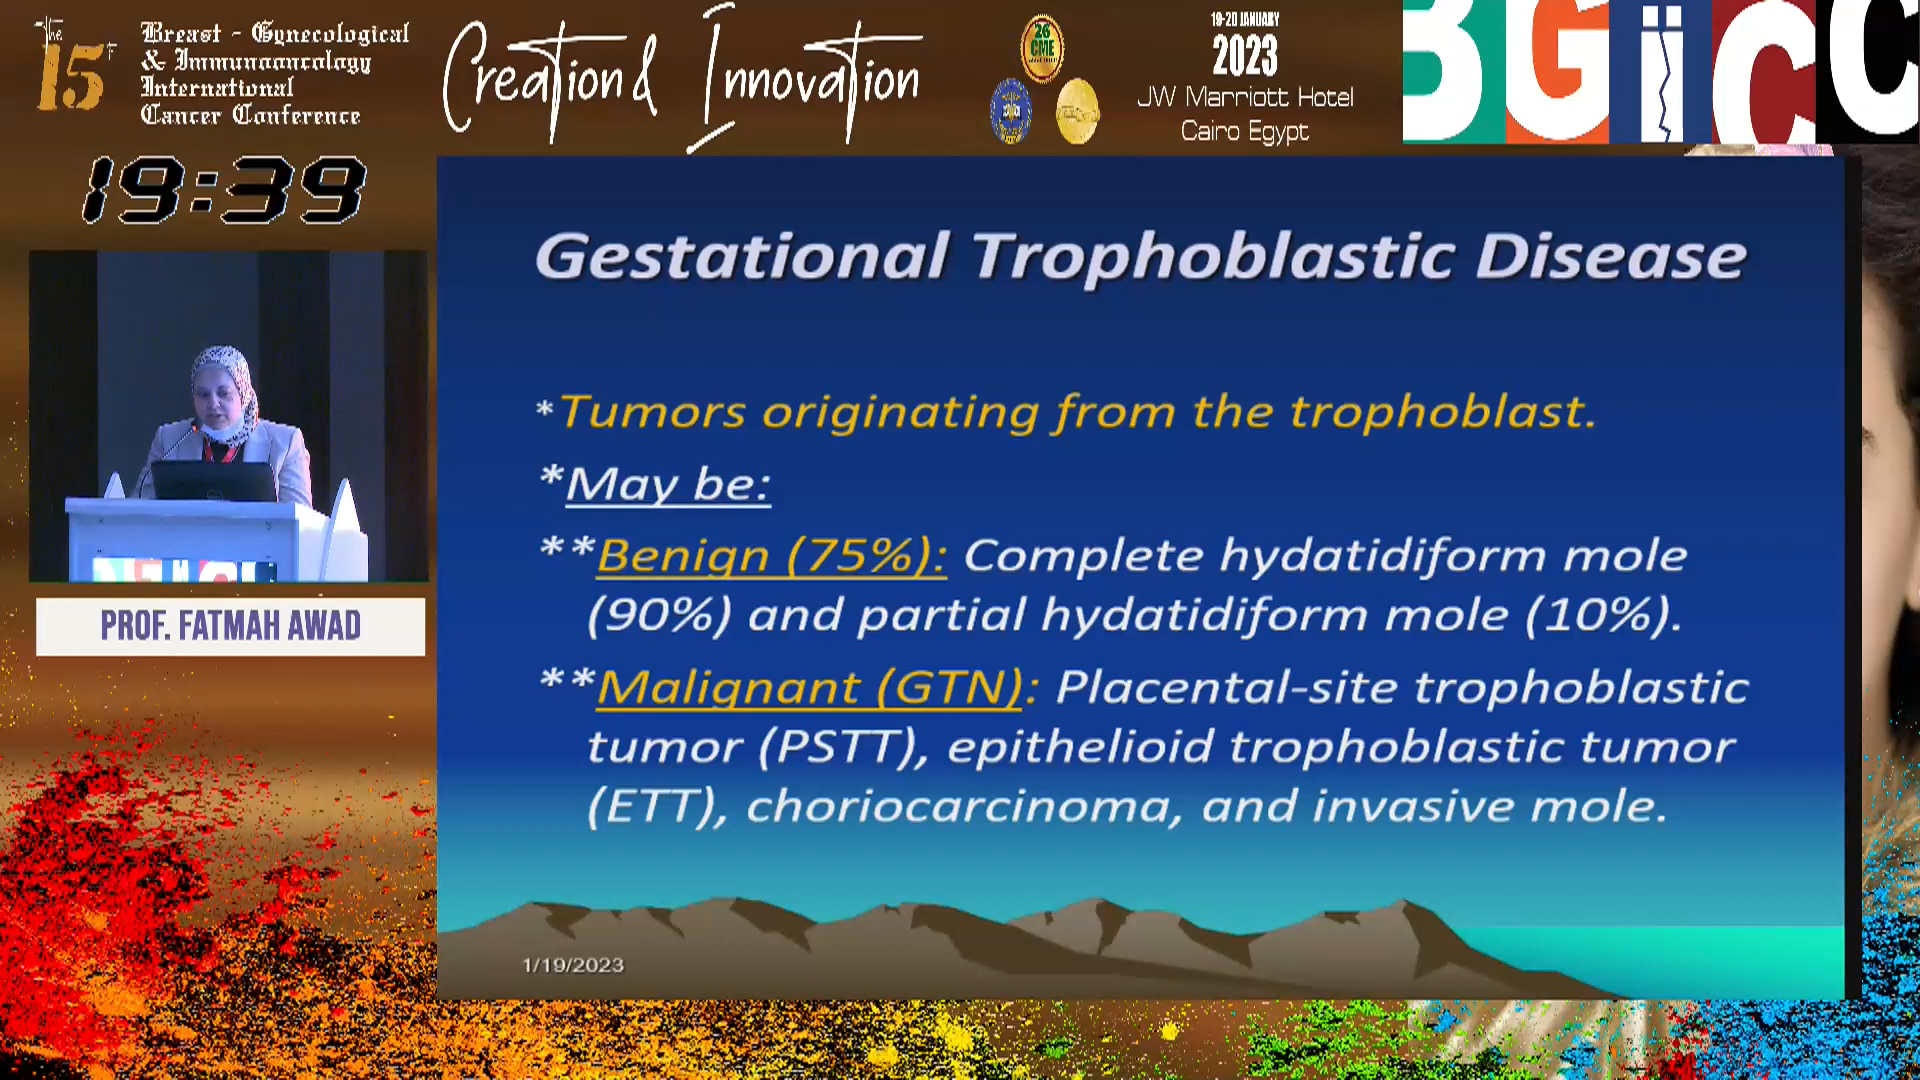 The 15th
Breast - Gynecological
& Immunooncology
International
Cancer Conference
Creation & Innovation
26
CME
19-20 JANUARY
2023
JW Marriott Hotel
Cairo Egypt
BGiCC
19:39
Gestational Trophoblastic Disease
*Tumors originating from the trophoblast.
*May be:
**Benign (75%): Complete hydatidiform mole
(90%) and partial hydatidiform mole (10%).
**Malignant (GTN): Placental-site trophoblastic
tumor (PSTT), epithelioid trophoblastic tumor
(ETT), choriocarcinoma, and invasive mole.
1/19/2023
PROF. FATMAH AWAD